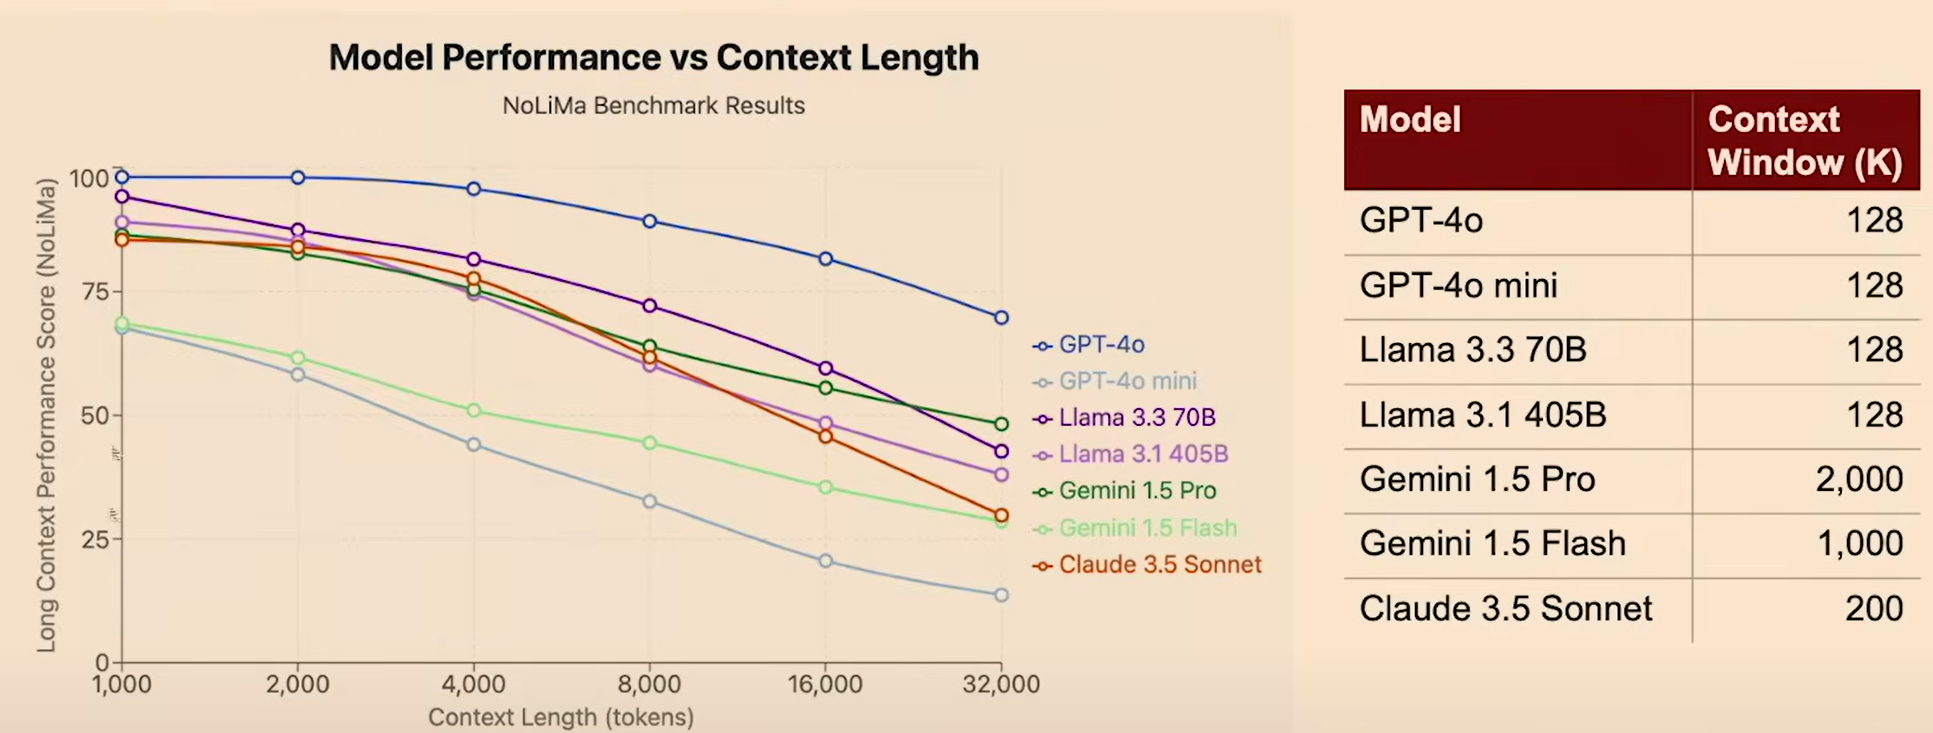 Model Performance vs Context Length
NoLiMa Benchmark Results
Long Context Performance Score (NoLiMa)
100
75
50
25
0
1,000 2,000 4,000 8,000 16,000 32,000
Context Length (tokens)
GPT-4o
GPT-4o mini
Llama 3.3 70B
Llama 3.1 405B
Gemini 1.5 Pro
Gemini 1.5 Flash
Claude 3.5 Sonnet
Model Context
Window (K)
GPT-4o 128
GPT-4o mini 128
Llama 3.3 70B 128
Llama 3.1 405B 128
Gemini 1.5 Pro 2,000
Gemini 1.5 Flash 1,000
Claude 3.5 Sonnet 200